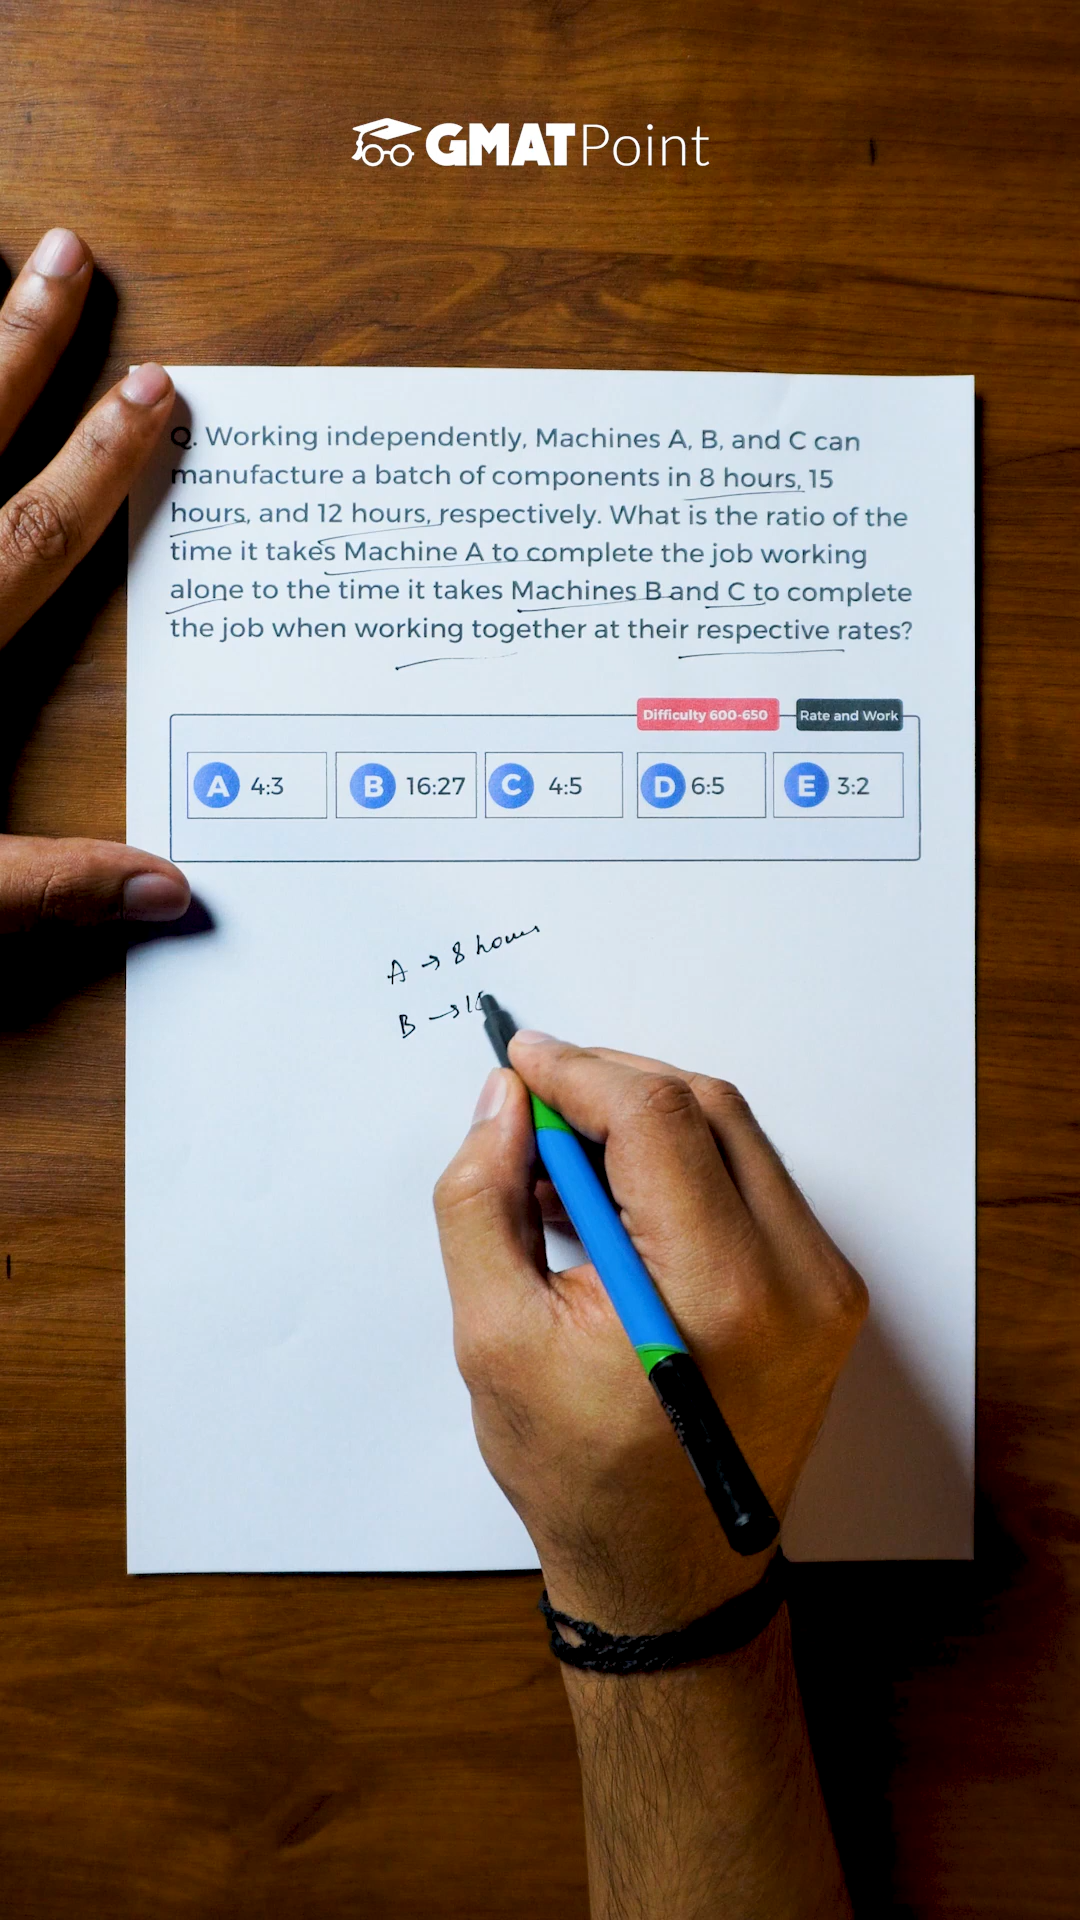 GMATPoint
Q. Working independently, Machines A, B, and C can
manufacture a batch of components in 8 hours, 15
hours, and 12 hours, respectively. What is the ratio of the
time it takes Machine A to complete the job working
alone to the time it takes Machines B and C to complete
the job when working together at their respective rates?
Difficulty 600-650
Rate and Work
A 4:3
B 16:27
C 4:5
D 6:5
E 3:2
A → 8 hours
B →